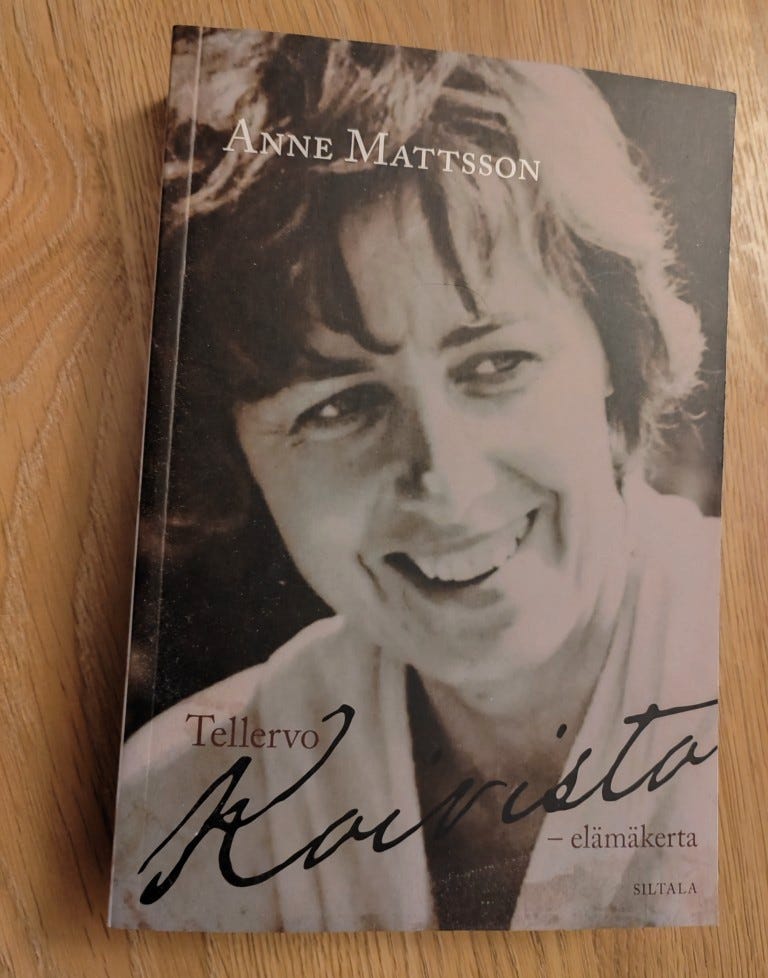 ANNE MATTSSON
Tellervo
Koivisto
– elämäkerta
SILTALA